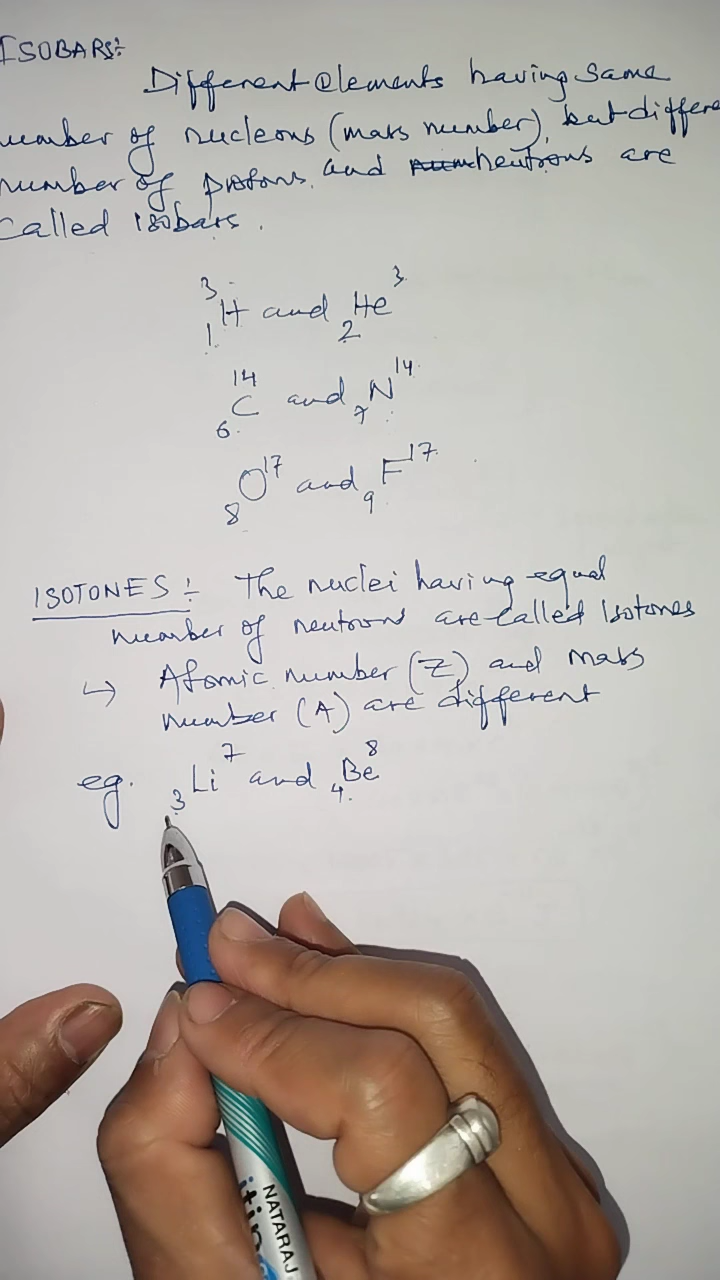 ISOBARS:-
Different elements having same
number of nucleons (mass number), but differe
number of protons, and neutrons are
called isobars.
³₁H and ₂He³
¹⁴₆C and ₇N¹⁴
₈O¹⁷ and ₉F¹⁷
ISOTONES:- The nuclei having equal
number of neutrons are called Isotones
↳ Atomic number (Z) and mass
number (A) are different
eg. ₃Li⁷ and ₄Be⁸
NATARAJ